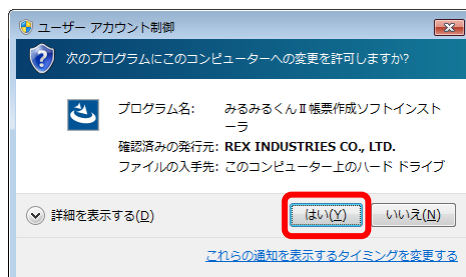 ユーザー アカウント制御
次のプログラムにこのコンピューターへの変更を許可しますか?
プログラム名: みるみるくんⅡ帳票作成ソフトインスト
ーラ
確認済みの発行元: REX INDUSTRIES CO., LTD.
ファイルの入手先: このコンピューター上のハード ドライブ
詳細を表示する(D) はい(Y) いいえ(N)
これらの通知を表示するタイミングを変更する